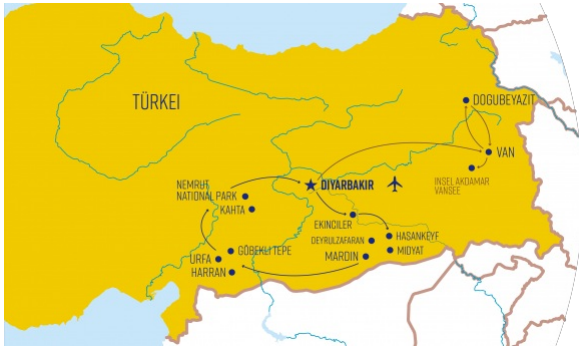 TÜRKEI
DOGUBEYAZIT
VAN
INSEL AKDAMAR
VANSEE
NEMRUT
NATIONAL PARK
KAHTA
DIYARBAKIR
EKINCILER
DEYRULZAFARAN
HASANKEYF
MIDYAT
MARDIN
GÖBEKLI TEPE
URFA
HARRAN